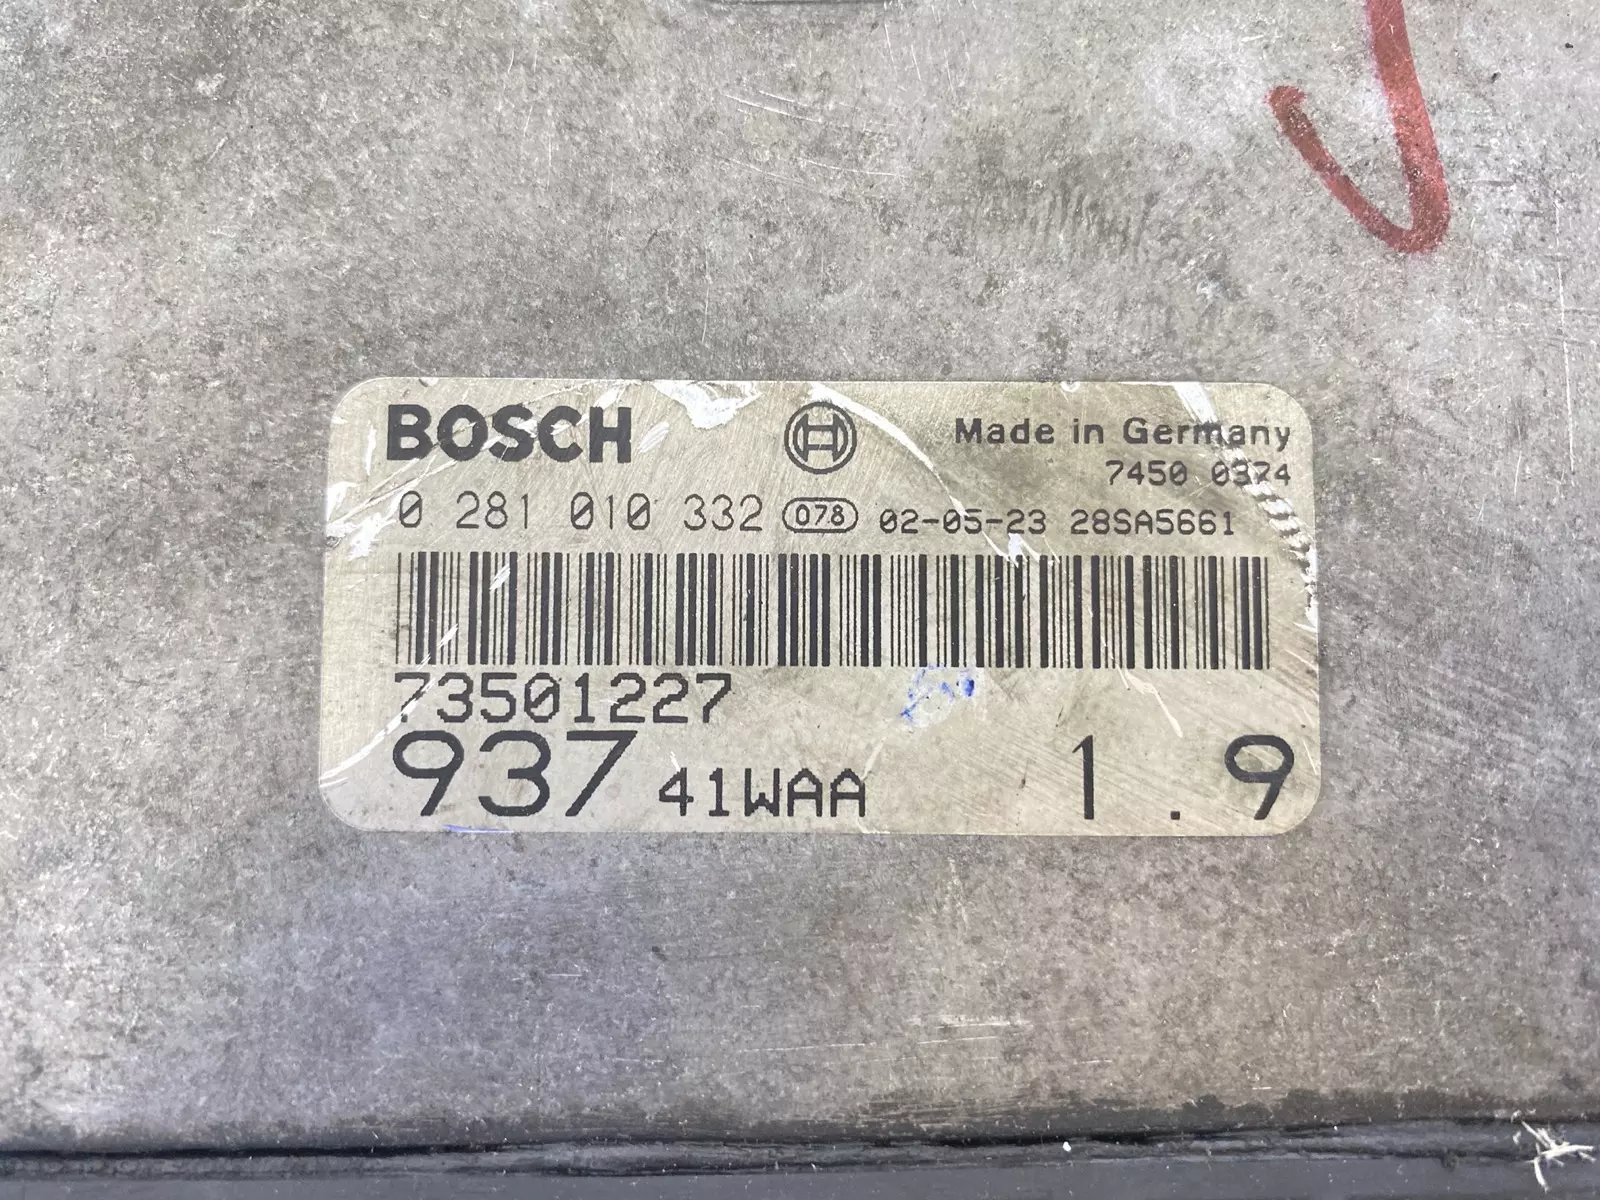 BOSCH
Made in Germany
7450 0374
0 281 010 332 078 02-05-23 28SA5661
73501227
937 41WAA 1.9